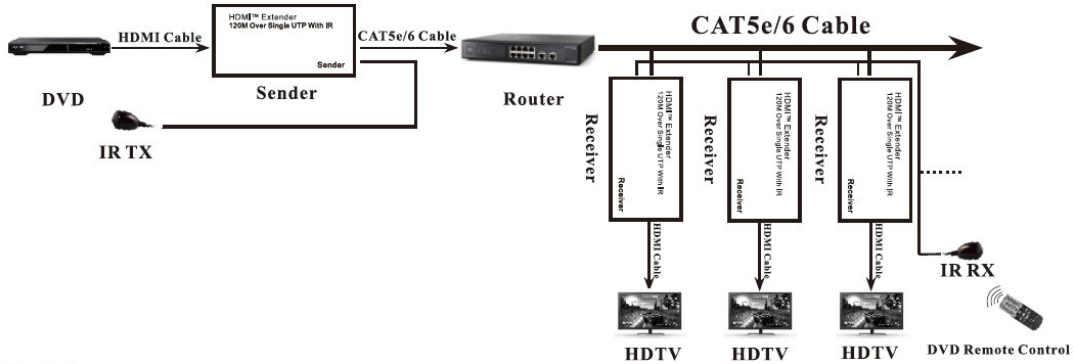 HDMI™ Extender
120M Over Single UTP With IR
Sender
HDMI Cable
CAT5e/6 Cable
CAT5e/6 Cable
DVD
Sender
Router
IR TX
Receiver
HDMI™ Extender
120M Over Single UTP With IR
Receiver
Receiver
HDMI™ Extender
120M Over Single UTP With IR
Receiver
Receiver
HDMI™ Extender
120M Over Single UTP With IR
Receiver
HDMI Cable
HDMI Cable
HDMI Cable
IR RX
HDTV
HDTV
HDTV
DVD Remote Control